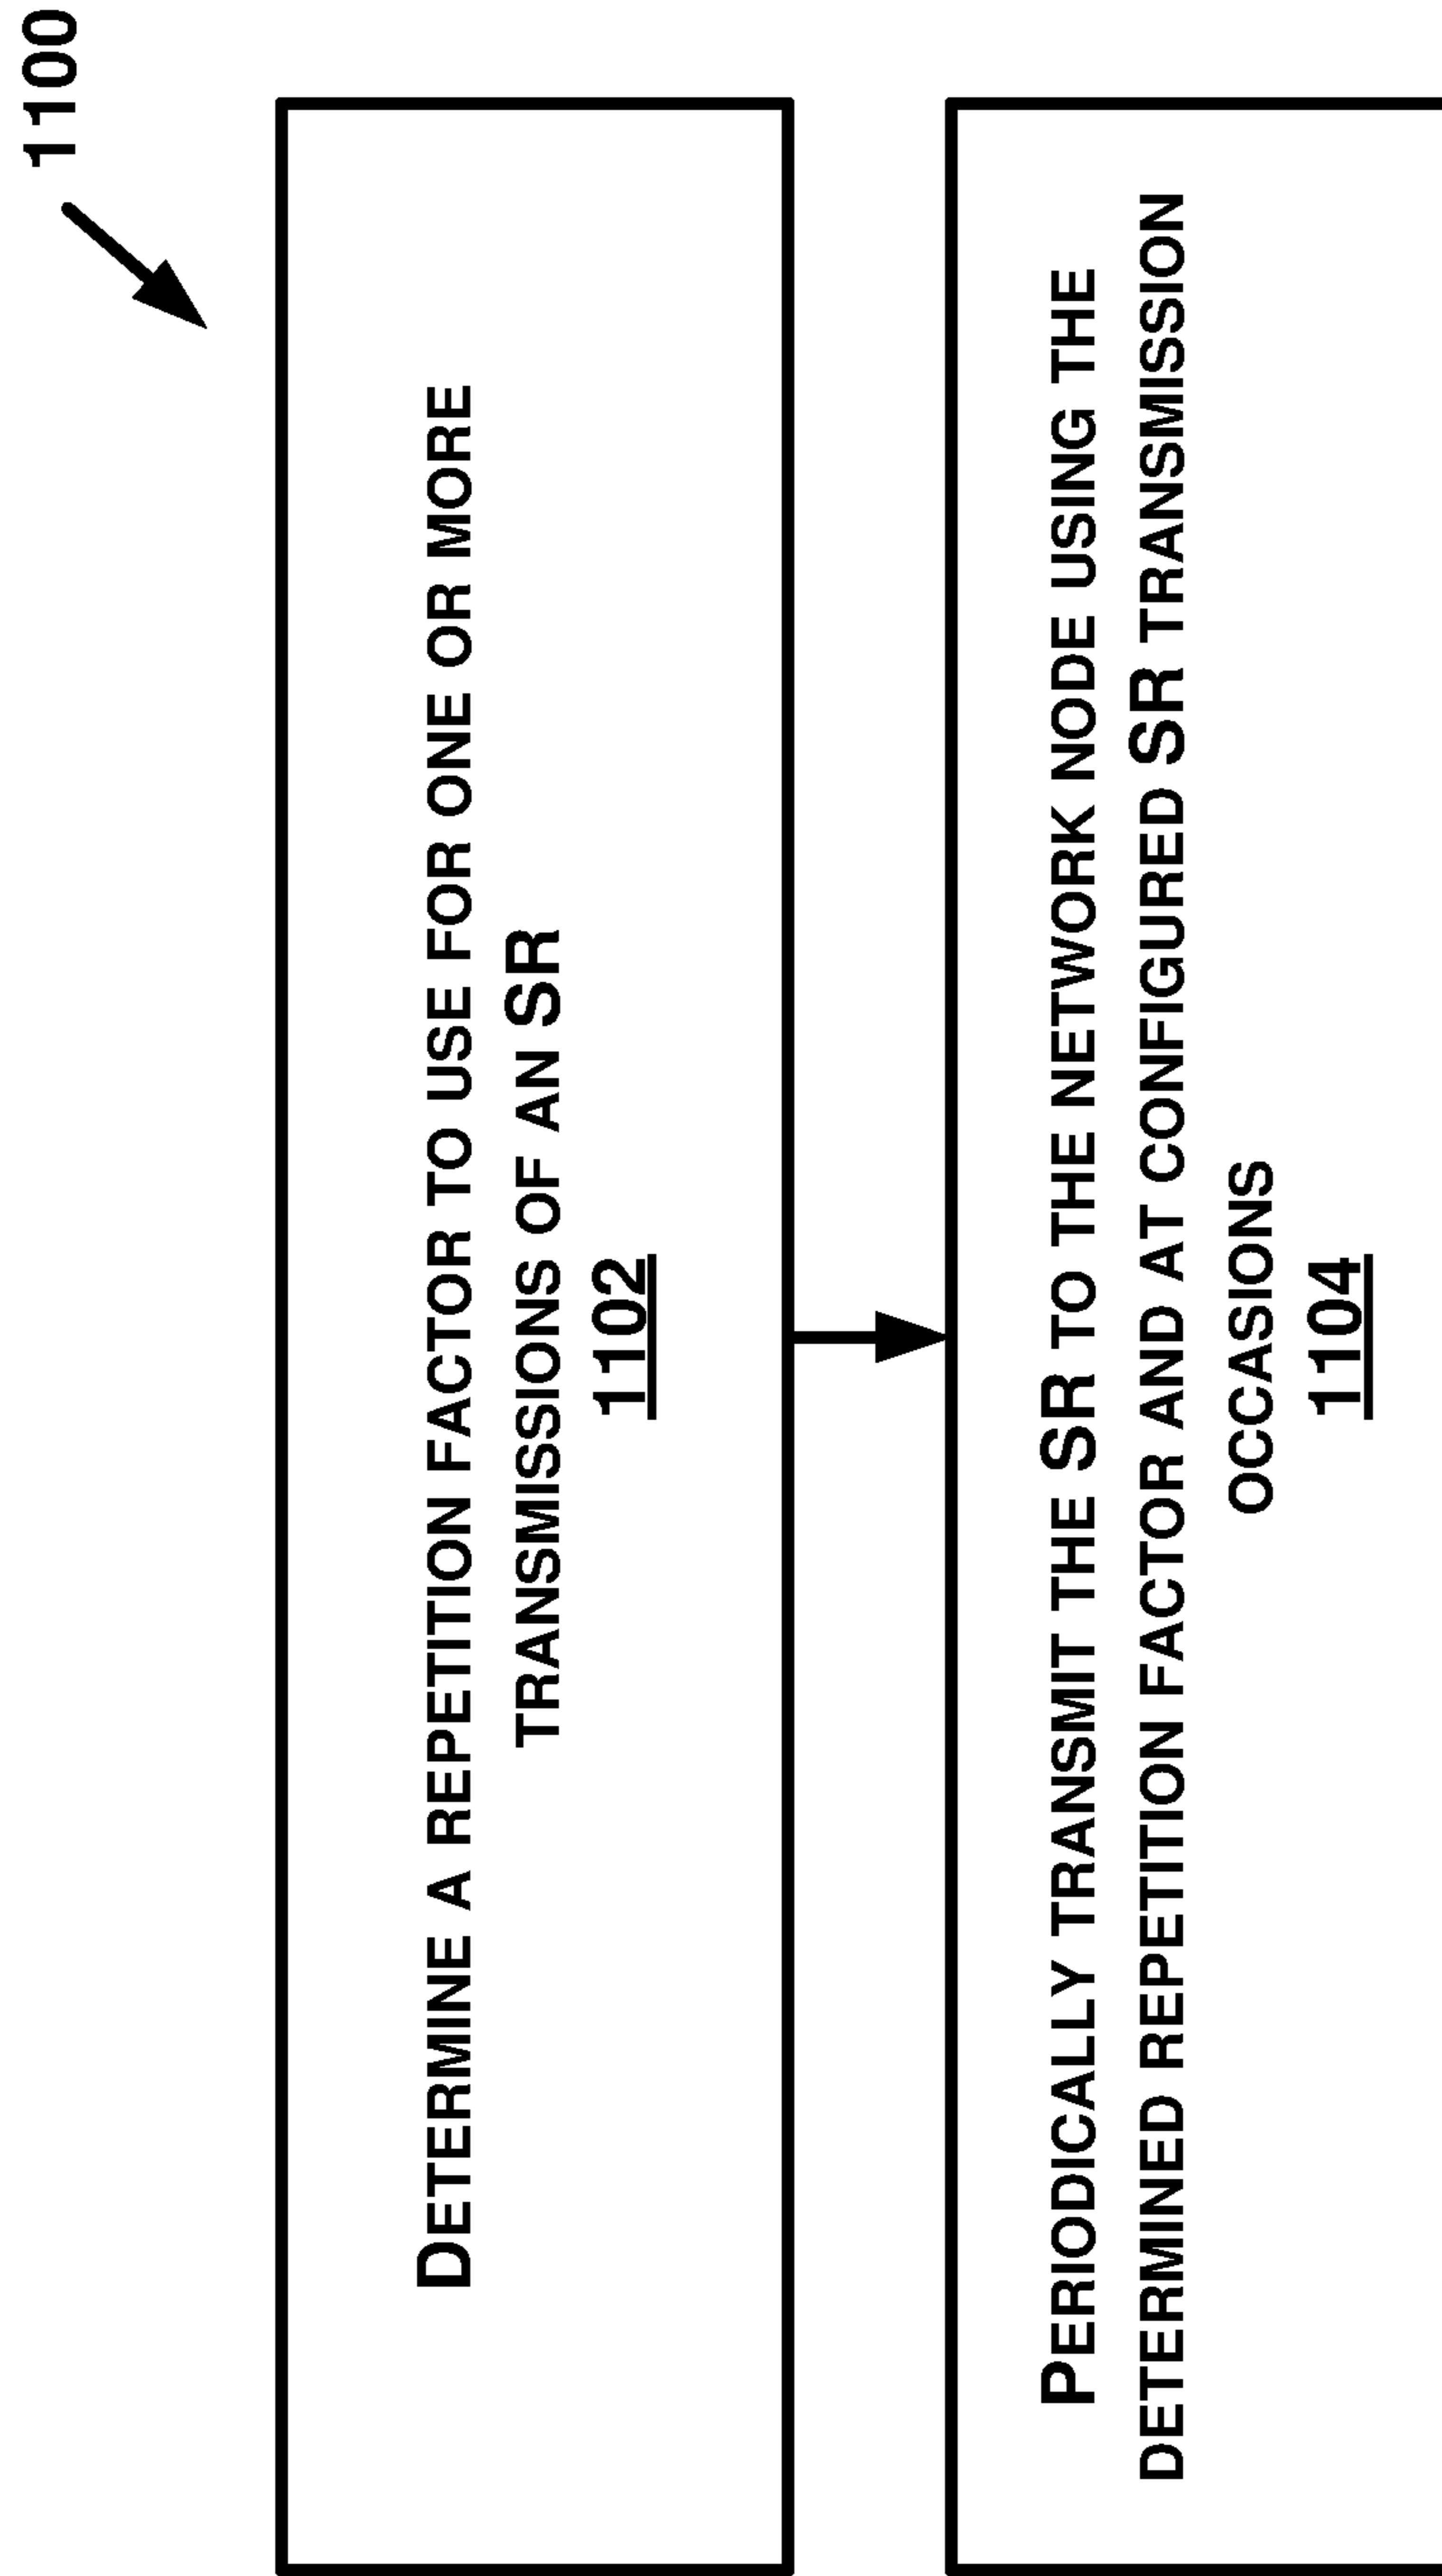 1100
DETERMINE A REPETITION FACTOR TO USE FOR ONE OR MORE
TRANSMISSIONS OF AN SR
1102
PERIODICALLY TRANSMIT THE SR TO THE NETWORK NODE USING THE
DETERMINED REPETITION FACTOR AND AT CONFIGURED SR TRANSMISSION
OCCASIONS
1104